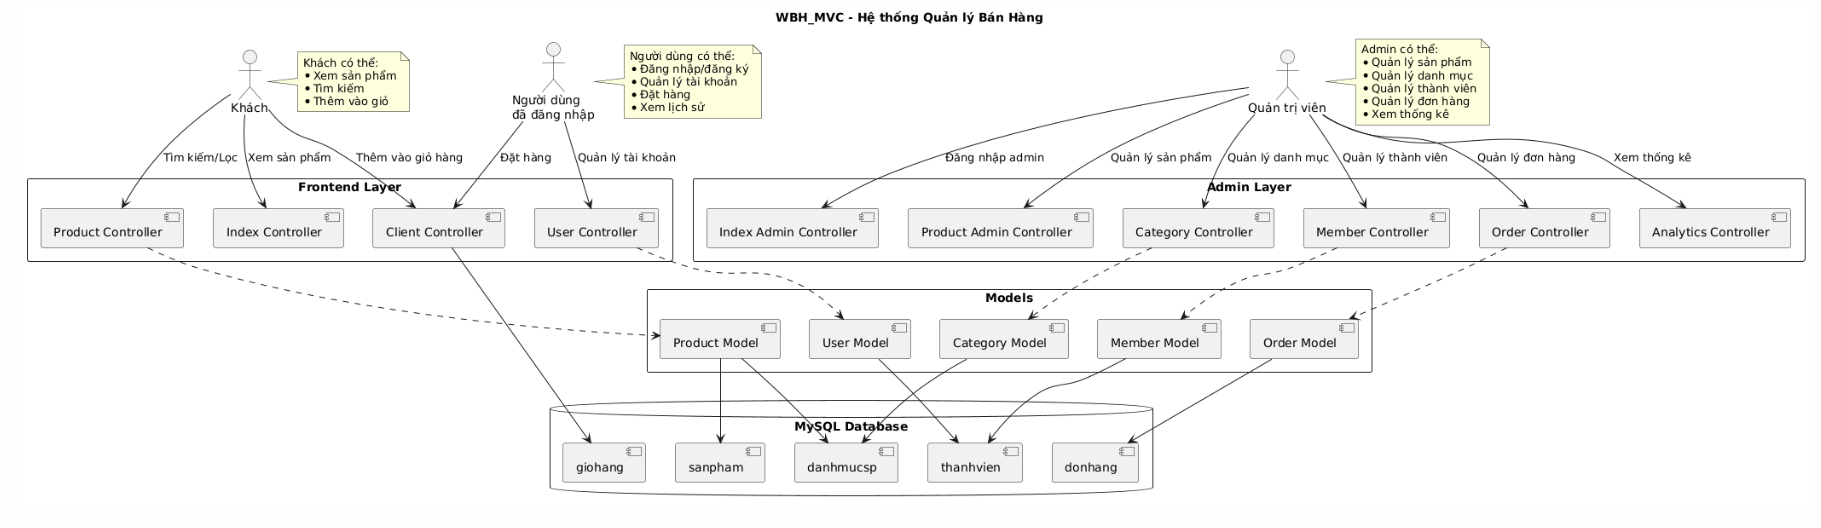 WBH_MVC - Hệ thống Quản lý Bán Hàng
Khách có thể:
• Xem sản phẩm
• Tìm kiếm
• Thêm vào giỏ
Khách
Người dùng có thể:
• Đăng nhập/đăng ký
• Quản lý tài khoản
• Đặt hàng
• Xem lịch sử
Người dùng
đã đăng nhập
Admin có thể:
• Quản lý sản phẩm
• Quản lý danh mục
• Quản lý thành viên
• Quản lý đơn hàng
• Xem thống kê
Quản trị viên
Tìm kiếm/Lọc
Xem sản phẩm
Thêm vào giỏ hàng
Đặt hàng
Quản lý tài khoản
Đăng nhập admin
Quản lý sản phẩm
Quản lý danh mục
Quản lý thành viên
Quản lý đơn hàng
Xem thống kê
Frontend Layer
Product Controller
Index Controller
Client Controller
User Controller
Admin Layer
Index Admin Controller
Product Admin Controller
Category Controller
Member Controller
Order Controller
Analytics Controller
Models
Product Model
User Model
Category Model
Member Model
Order Model
MySQL Database
giohang
sanpham
danhmucsp
thanhvien
donhang